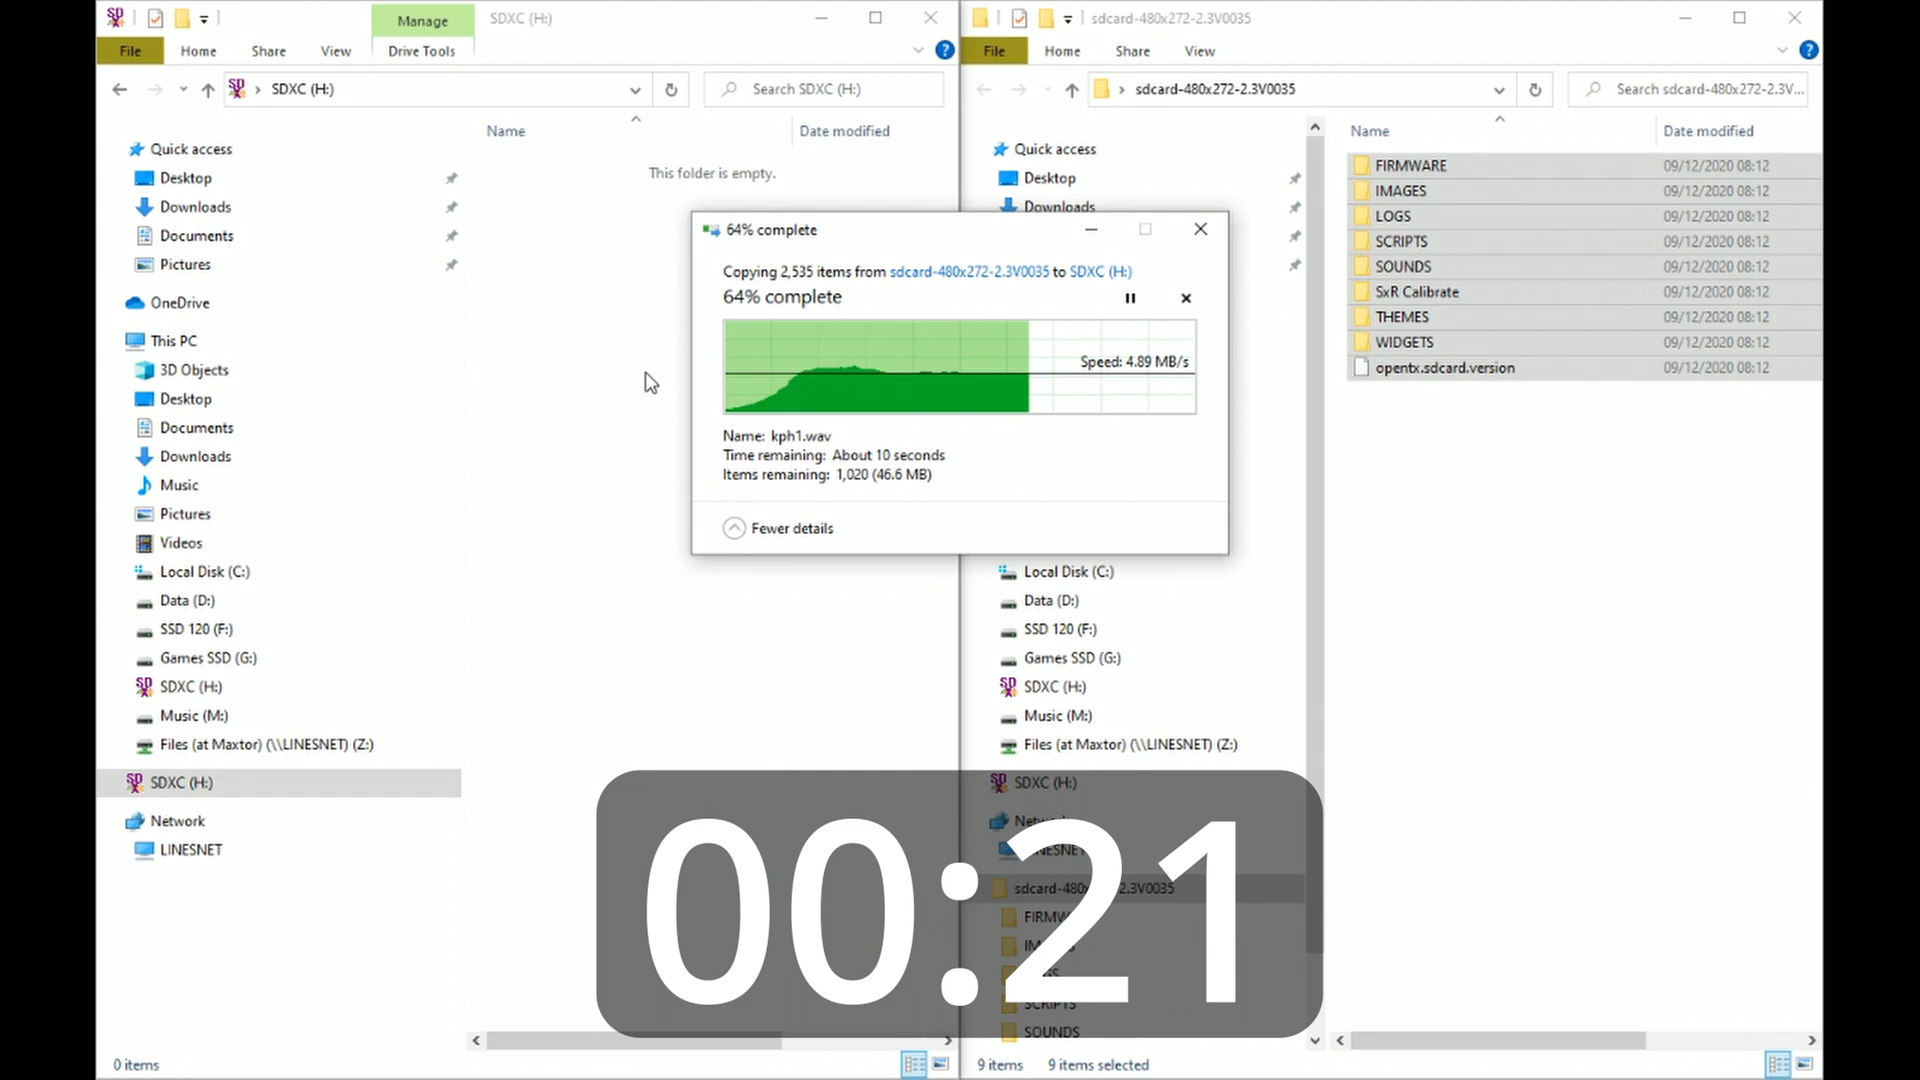 Manage
SDXC (H:)
File
Home
Share
View
Drive Tools
SDXC (H:)
Search SDXC (H:)
Name
Date modified
This folder is empty.
Quick access
Desktop
Downloads
Documents
Pictures
OneDrive
This PC
3D Objects
Desktop
Documents
Downloads
Music
Pictures
Videos
Local Disk (C:)
Data (D:)
SSD 120 (F:)
Games SSD (G:)
SDXC (H:)
Music (M:)
Files (at Maxtor) (\\LINESNET) (Z:)
SDXC (H:)
Network
LINESNET
0 items
64% complete
Copying 2,535 items from sdcard-480x272-2.3V0035 to SDXC (H:)
64% complete
Speed: 4.89 MB/s
Name: kph1.wav
Time remaining: About 10 seconds
Items remaining: 1,020 (46.6 MB)
Fewer details
sdcard-480x272-2.3V0035
File
Home
Share
View
sdcard-480x272-2.3V0035
Search sdcard-480x272-2.3V...
Quick access
Desktop
Downloads
Local Disk (C:)
Data (D:)
SSD 120 (F:)
Games SSD (G:)
SDXC (H:)
Music (M:)
Files (at Maxtor) (\\LINESNET) (Z:)
SDXC (H:)
SCRIPTS
SOUNDS
Name
Date modified
FIRMWARE 09/12/2020 08:12
IMAGES 09/12/2020 08:12
LOGS 09/12/2020 08:12
SCRIPTS 09/12/2020 08:12
SOUNDS 09/12/2020 08:12
SxR Calibrate 09/12/2020 08:12
THEMES 09/12/2020 08:12
WIDGETS 09/12/2020 08:12
opentx.sdcard.version 09/12/2020 08:12
9 items
9 items selected
00:21